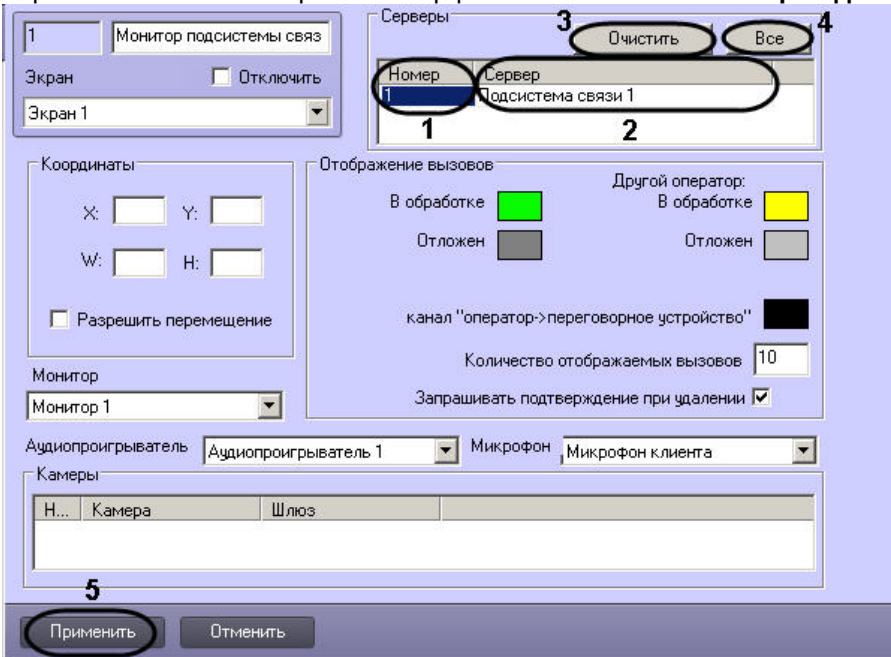 1 Монитор подсистемы связ
Экран Отключить
Экран 1
Серверы 3 4
Очистить Все
Номер Сервер
1 Подсистема связи 1
1 2
Координаты
X: Y:
W: H:
Разрешить перемещение
Отображение вызовов
Другой оператор:
В обработке В обработке
Отложен Отложен
канал "оператор->переговорное устройство"
Количество отображаемых вызовов 10
Запрашивать подтверждение при удалении
Монитор
Монитор 1
Аудиопроигрыватель Аудиопроигрыватель 1 Микрофон Микрофон клиента
Камеры
Н... Камера Шлюз
5
Применить Отменить